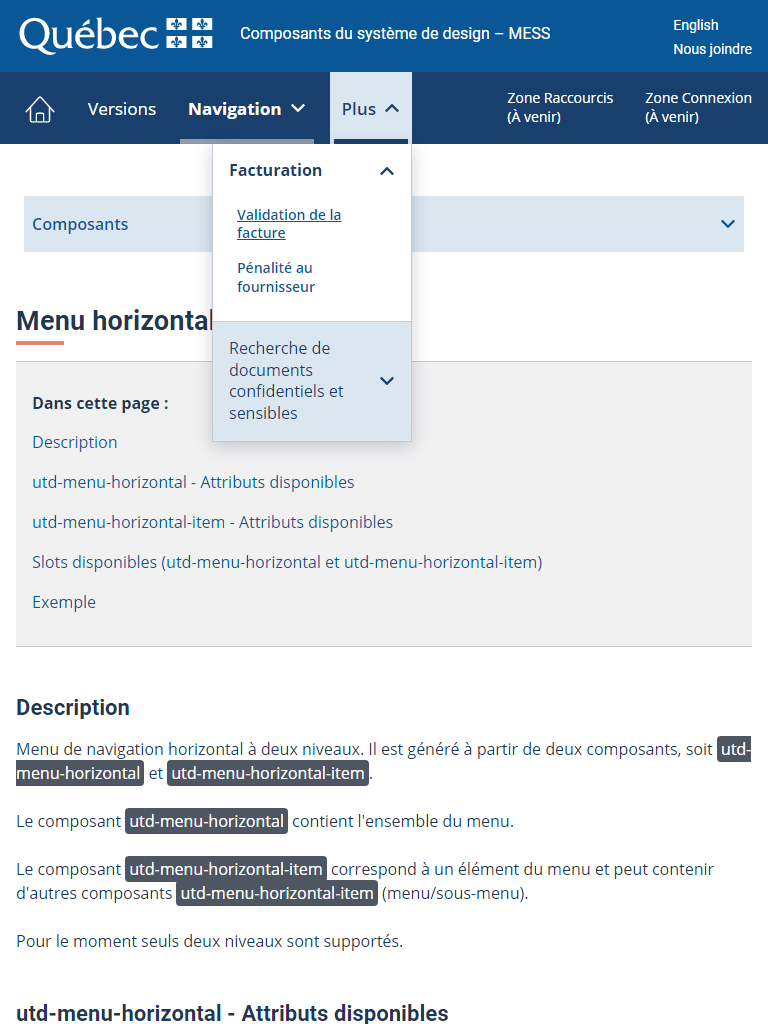 Québec
Composants du système de design – MESS
English
Nous joindre
Versions
Navigation
Plus
Zone Raccourcis
(À venir)
Zone Connexion
(À venir)
Facturation
Validation de la
facture
Pénalité au
fournisseur
Recherche de
documents
confidentiels et
sensibles
Composants
Menu horizontal
Dans cette page :
Description
utd-menu-horizontal - Attributs disponibles
utd-menu-horizontal-item - Attributs disponibles
Slots disponibles (utd-menu-horizontal et utd-menu-horizontal-item)
Exemple
Description
Menu de navigation horizontal à deux niveaux. Il est généré à partir de deux composants, soit utd-
menu-horizontal et utd-menu-horizontal-item.
Le composant utd-menu-horizontal contient l'ensemble du menu.
Le composant utd-menu-horizontal-item correspond à un élément du menu et peut contenir
d'autres composants utd-menu-horizontal-item (menu/sous-menu).
Pour le moment seuls deux niveaux sont supportés.
utd-menu-horizontal - Attributs disponibles